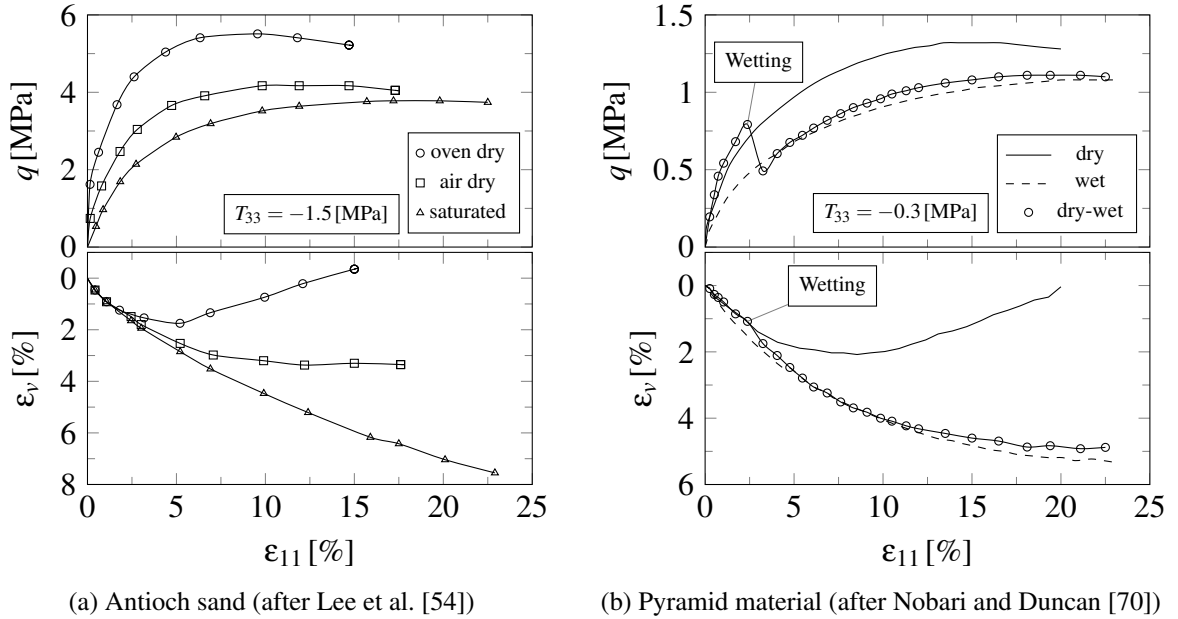 6
4
2
0
q [MPa]
oven dry
air dry
saturated
T33 = −1.5 [MPa]
0
2
4
6
8
εv [%]
0 5 10 15 20 25
ε11 [%]
(a) Antioch sand (after Lee et al. [54])
1.5
1
0.5
0
q [MPa]
Wetting
dry
wet
dry-wet
T33 = −0.3 [MPa]
0
2
4
6
εv [%]
Wetting
0 5 10 15 20 25
ε11 [%]
(b) Pyramid material (after Nobari and Duncan [70])